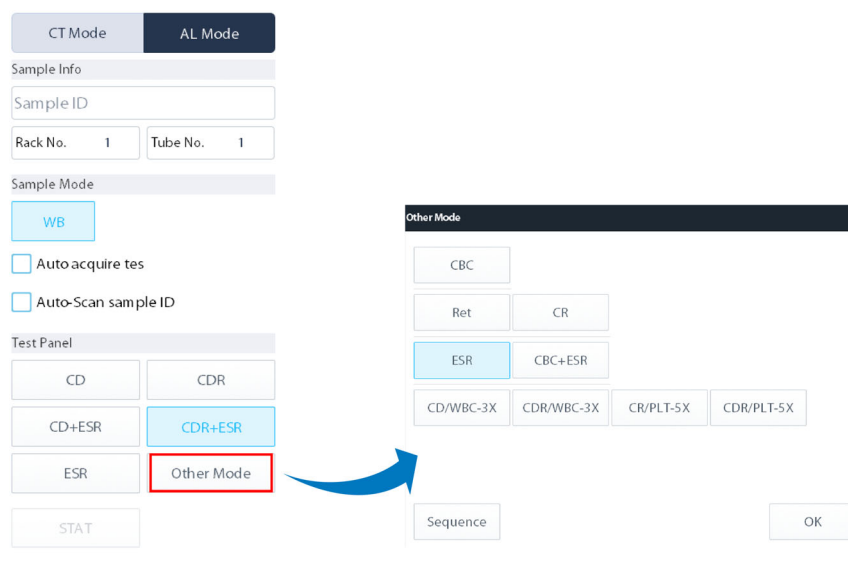 CT Mode
AL Mode
Sample Info
Sample ID
Rack No. 1
Tube No. 1
Sample Mode
WB
Auto acquire tes
Auto-Scan sample ID
Test Panel
CD
CDR
CD+ESR
CDR+ESR
ESR
Other Mode
STAT
Other Mode
CBC
Ret
CR
ESR
CBC+ESR
CD/WBC-3X
CDR/WBC-3X
CR/PLT-5X
CDR/PLT-5X
Sequence
OK